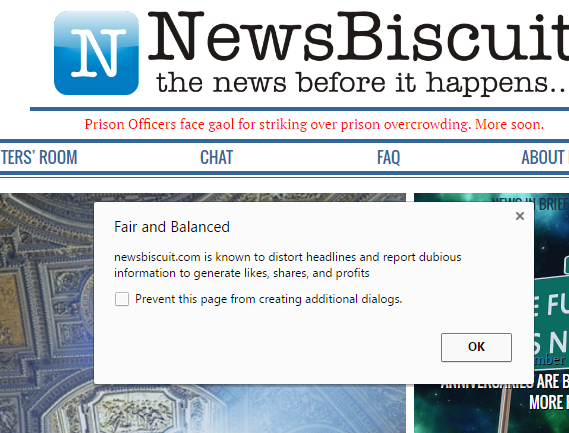 N NewsBiscuit
the news before it happens..
Prison Officers face gaol for striking over prison overcrowding. More soon.
TERS' ROOM CHAT FAQ ABOUT
NEWS IN BRIEF
Fair and Balanced
newsbiscuit.com is known to distort headlines and report dubious
information to generate likes, shares, and profits
Prevent this page from creating additional dialogs.
OK
E FU
S N
mber
ANNIVERSARIES ARE B
MORE